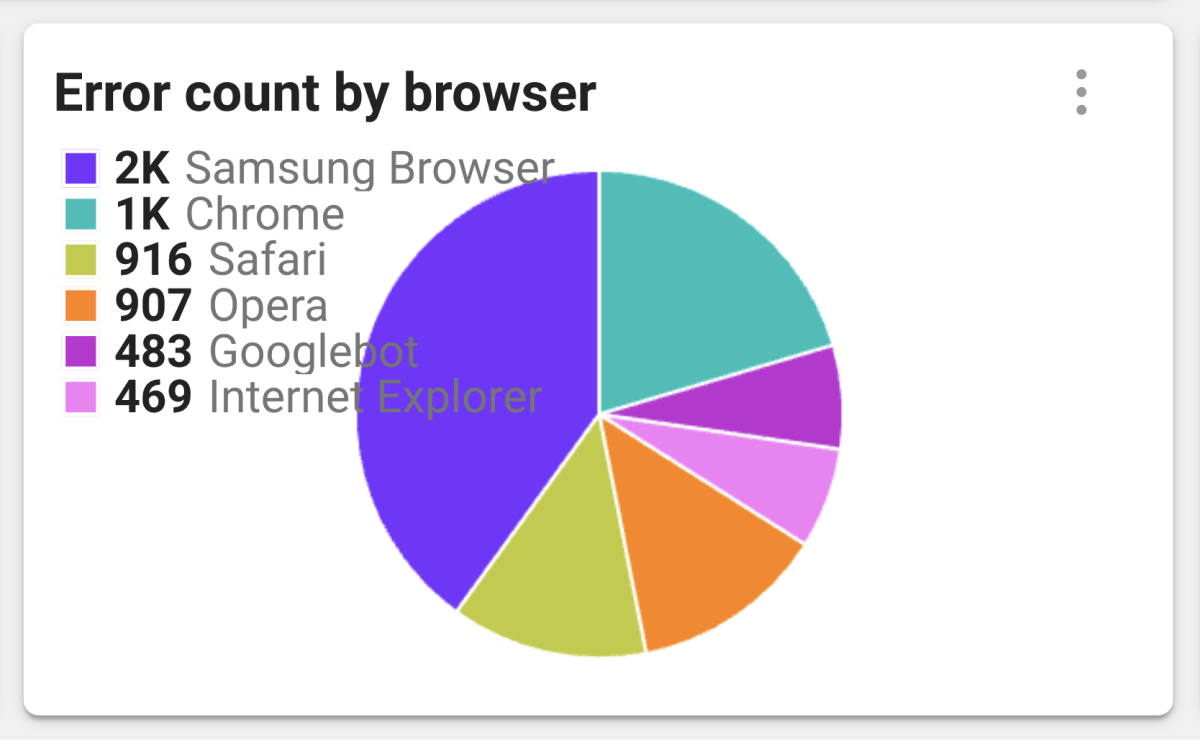 Error count by browser
2K Samsung Browser
1K Chrome
916 Safari
907 Opera
483 Googlebot
469 Internet Explorer